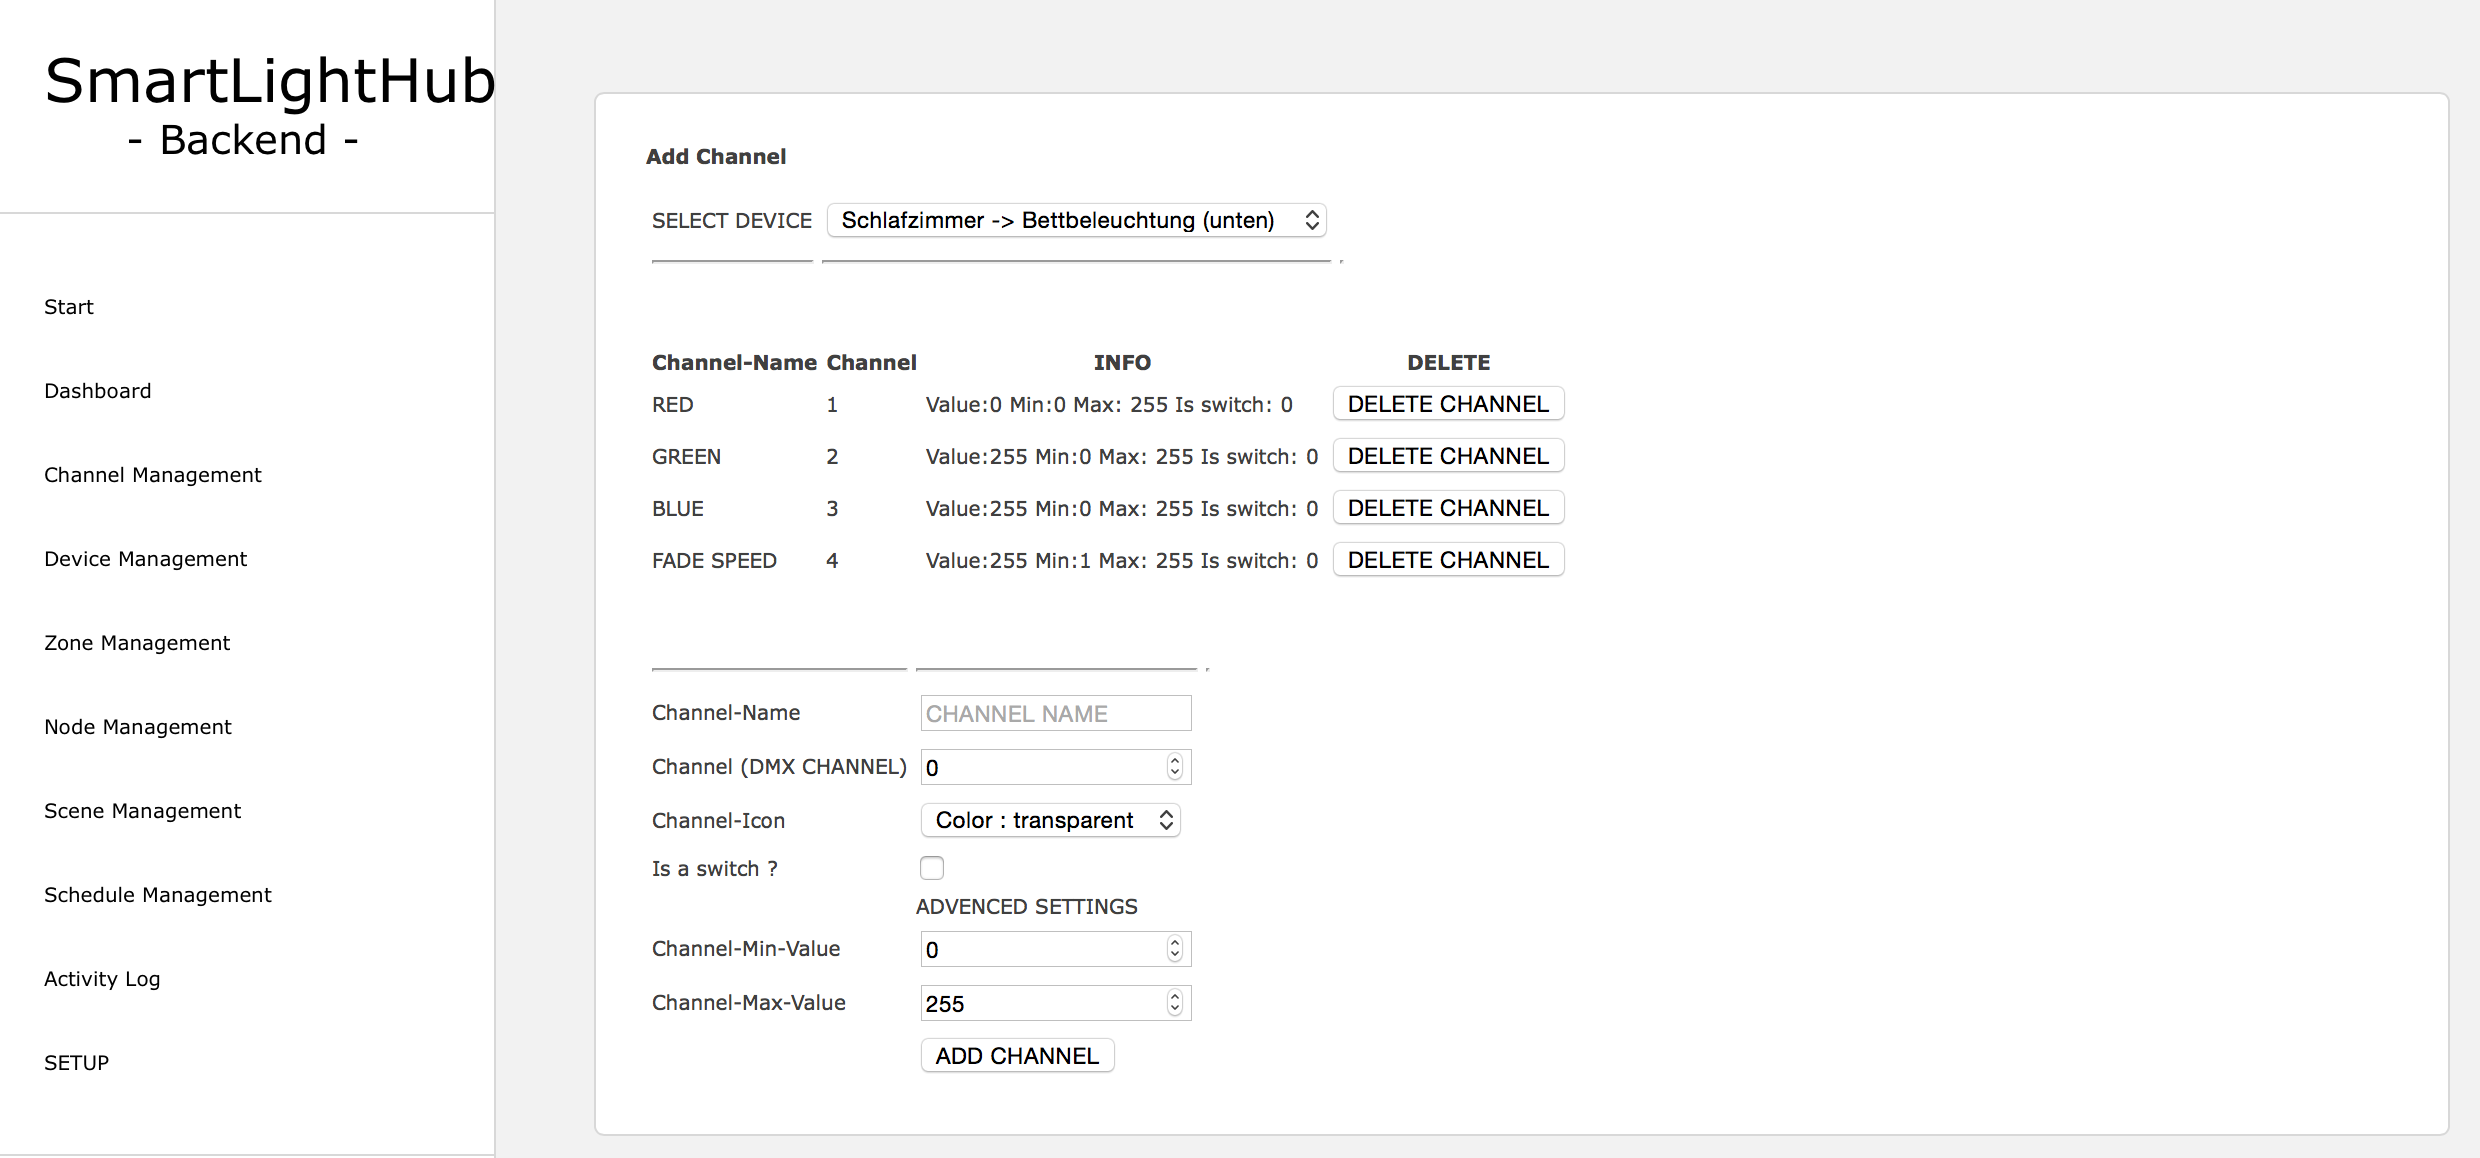 SmartLightHub
- Backend -
Start
Dashboard
Channel Management
Device Management
Zone Management
Node Management
Scene Management
Schedule Management
Activity Log
SETUP
Add Channel
SELECT DEVICE Schlafzimmer -> Bettbeleuchtung (unten)
Channel-Name Channel INFO DELETE
RED 1 Value:0 Min:0 Max: 255 Is switch: 0 DELETE CHANNEL
GREEN 2 Value:255 Min:0 Max: 255 Is switch: 0 DELETE CHANNEL
BLUE 3 Value:255 Min:0 Max: 255 Is switch: 0 DELETE CHANNEL
FADE SPEED 4 Value:255 Min:1 Max: 255 Is switch: 0 DELETE CHANNEL
Channel-Name CHANNEL NAME
Channel (DMX CHANNEL) 0
Channel-Icon Color : transparent
Is a switch ?
ADVENCED SETTINGS
Channel-Min-Value 0
Channel-Max-Value 255
ADD CHANNEL